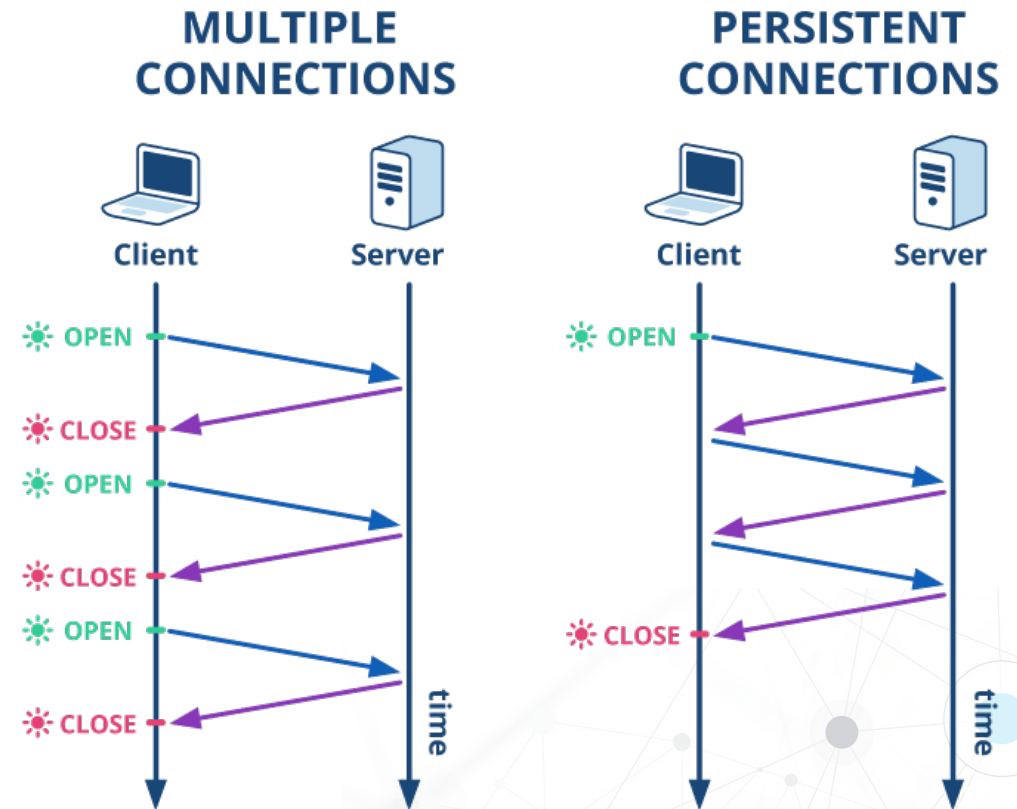 MULTIPLE
CONNECTIONS
Client
Server
OPEN
CLOSE
OPEN
CLOSE
OPEN
CLOSE
time
PERSISTENT
CONNECTIONS
Client
Server
OPEN
CLOSE
time